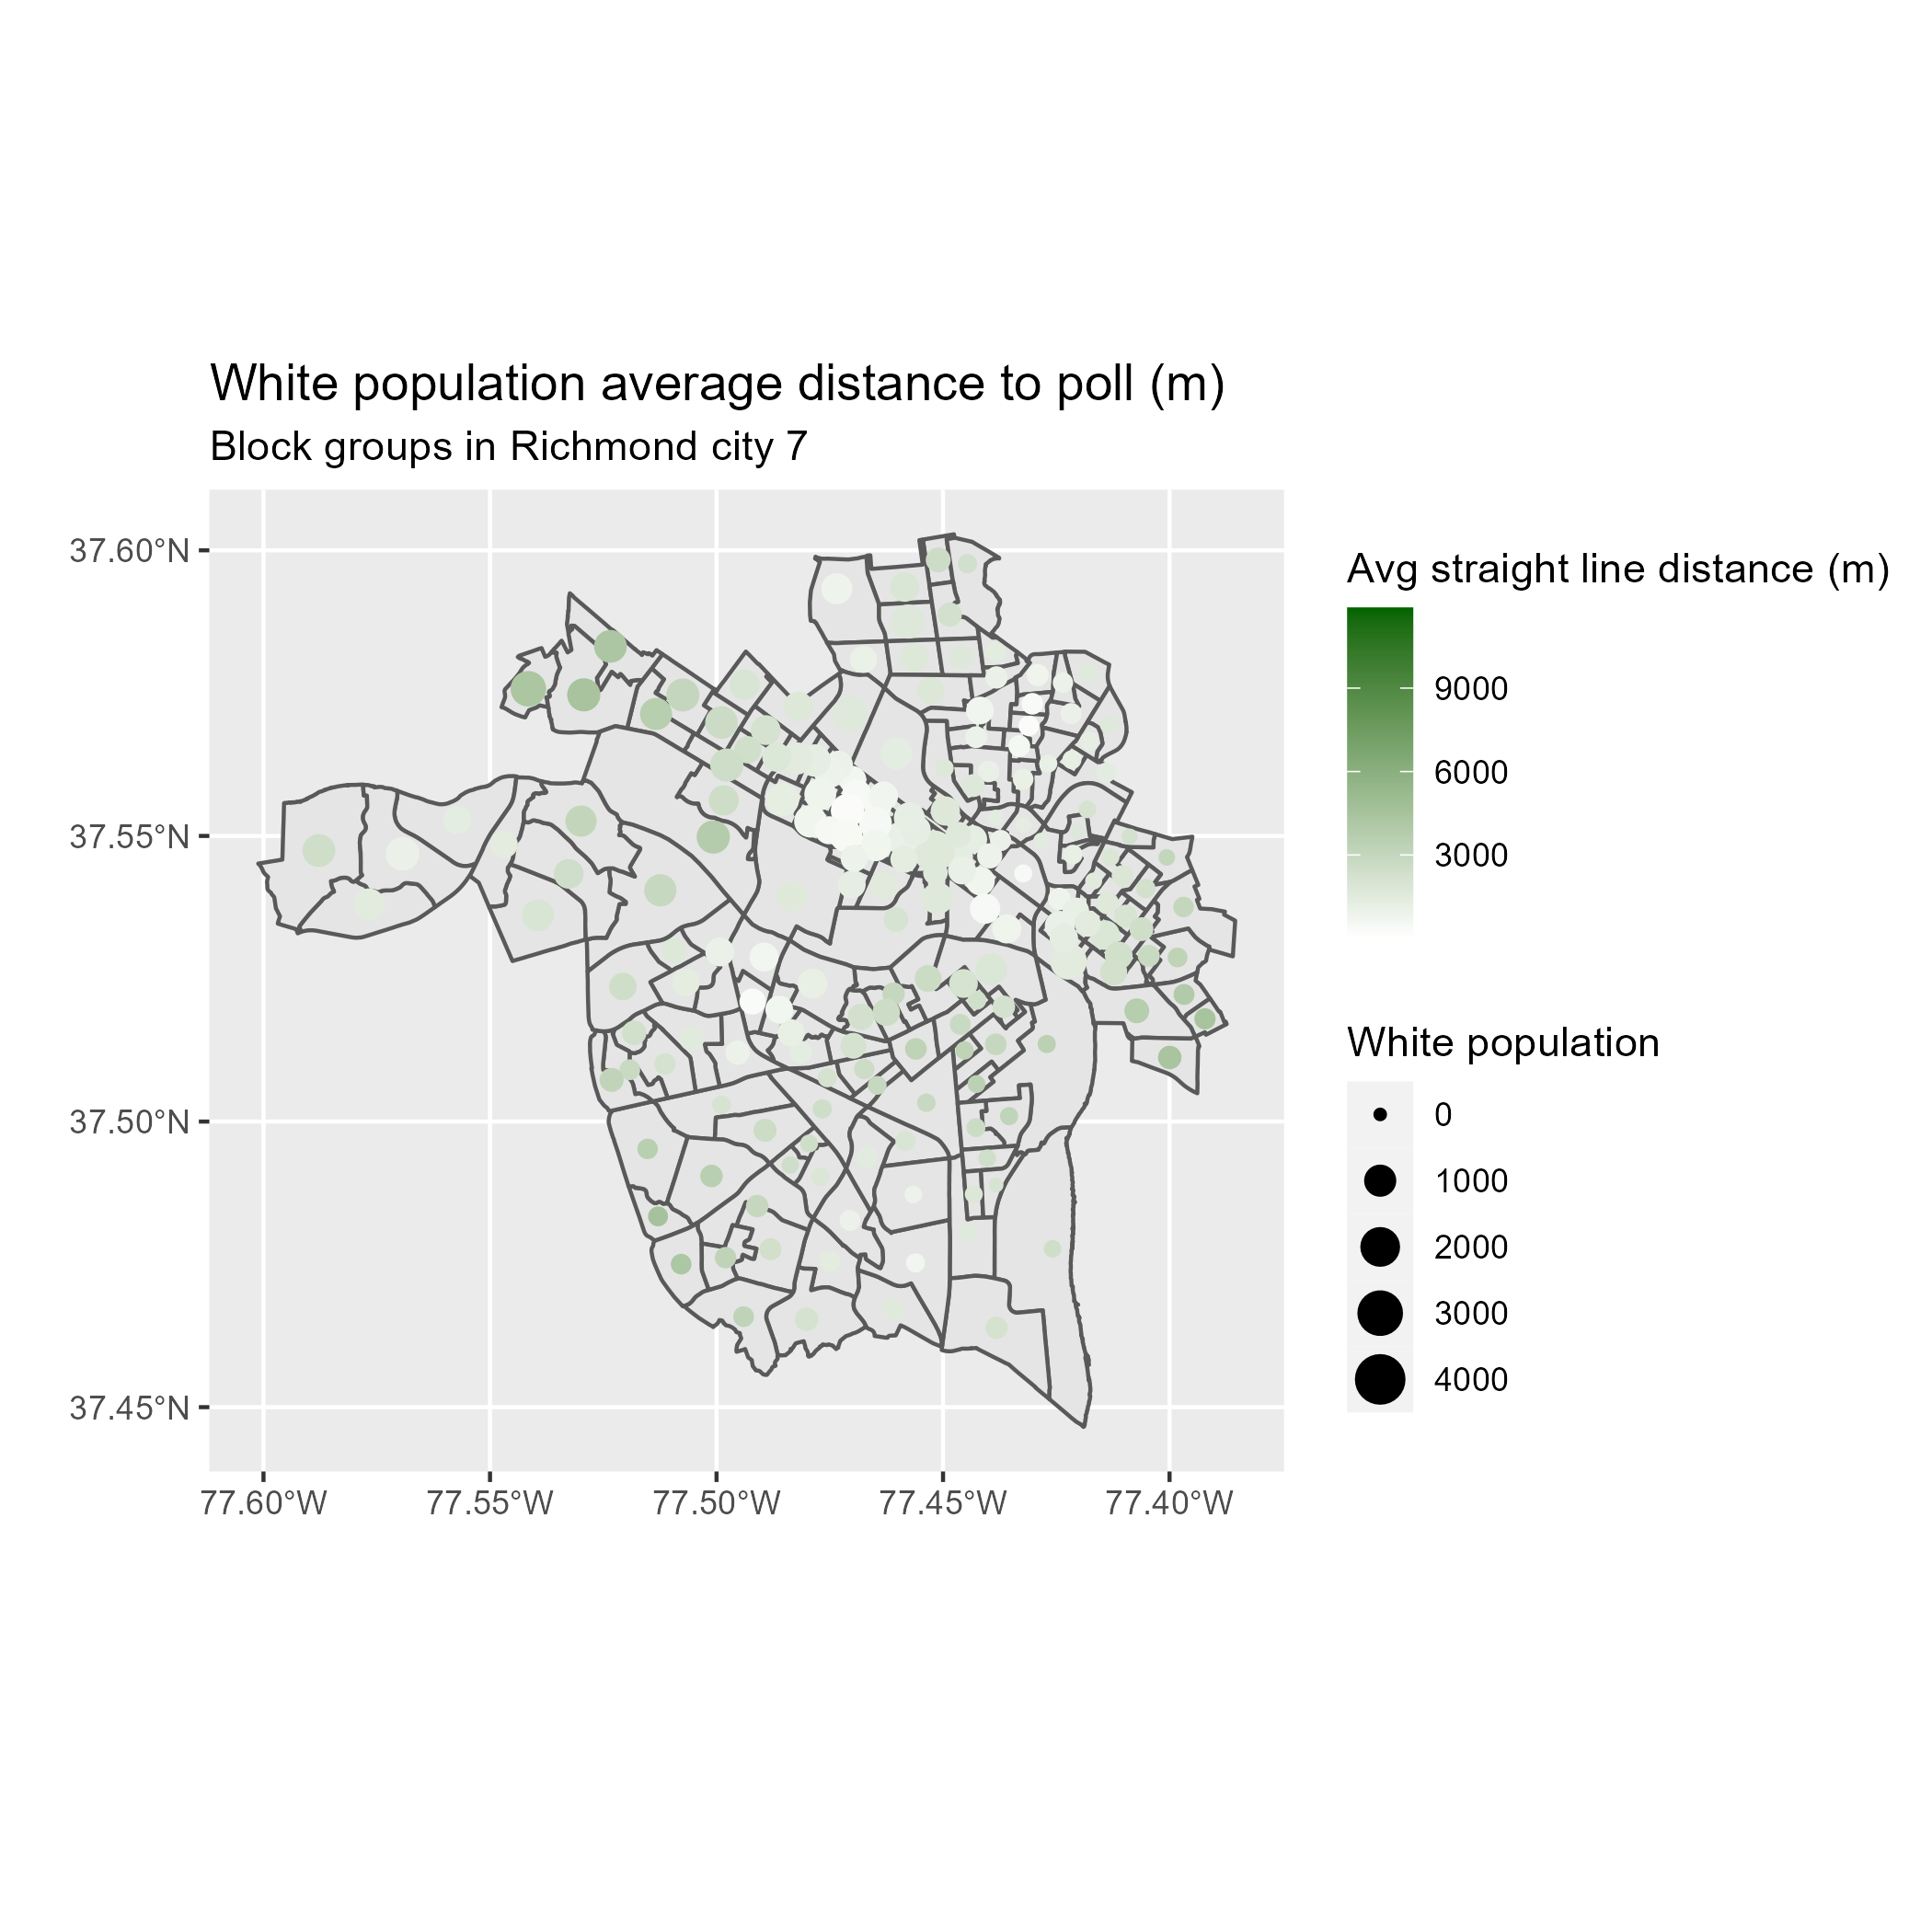 White population average distance to poll (m)
Block groups in Richmond city 7
37.60°N
37.55°N
37.50°N
37.45°N
77.60°W
77.55°W
77.50°W
77.45°W
77.40°W
Avg straight line distance (m)
9000
6000
3000
White population
0
1000
2000
3000
4000